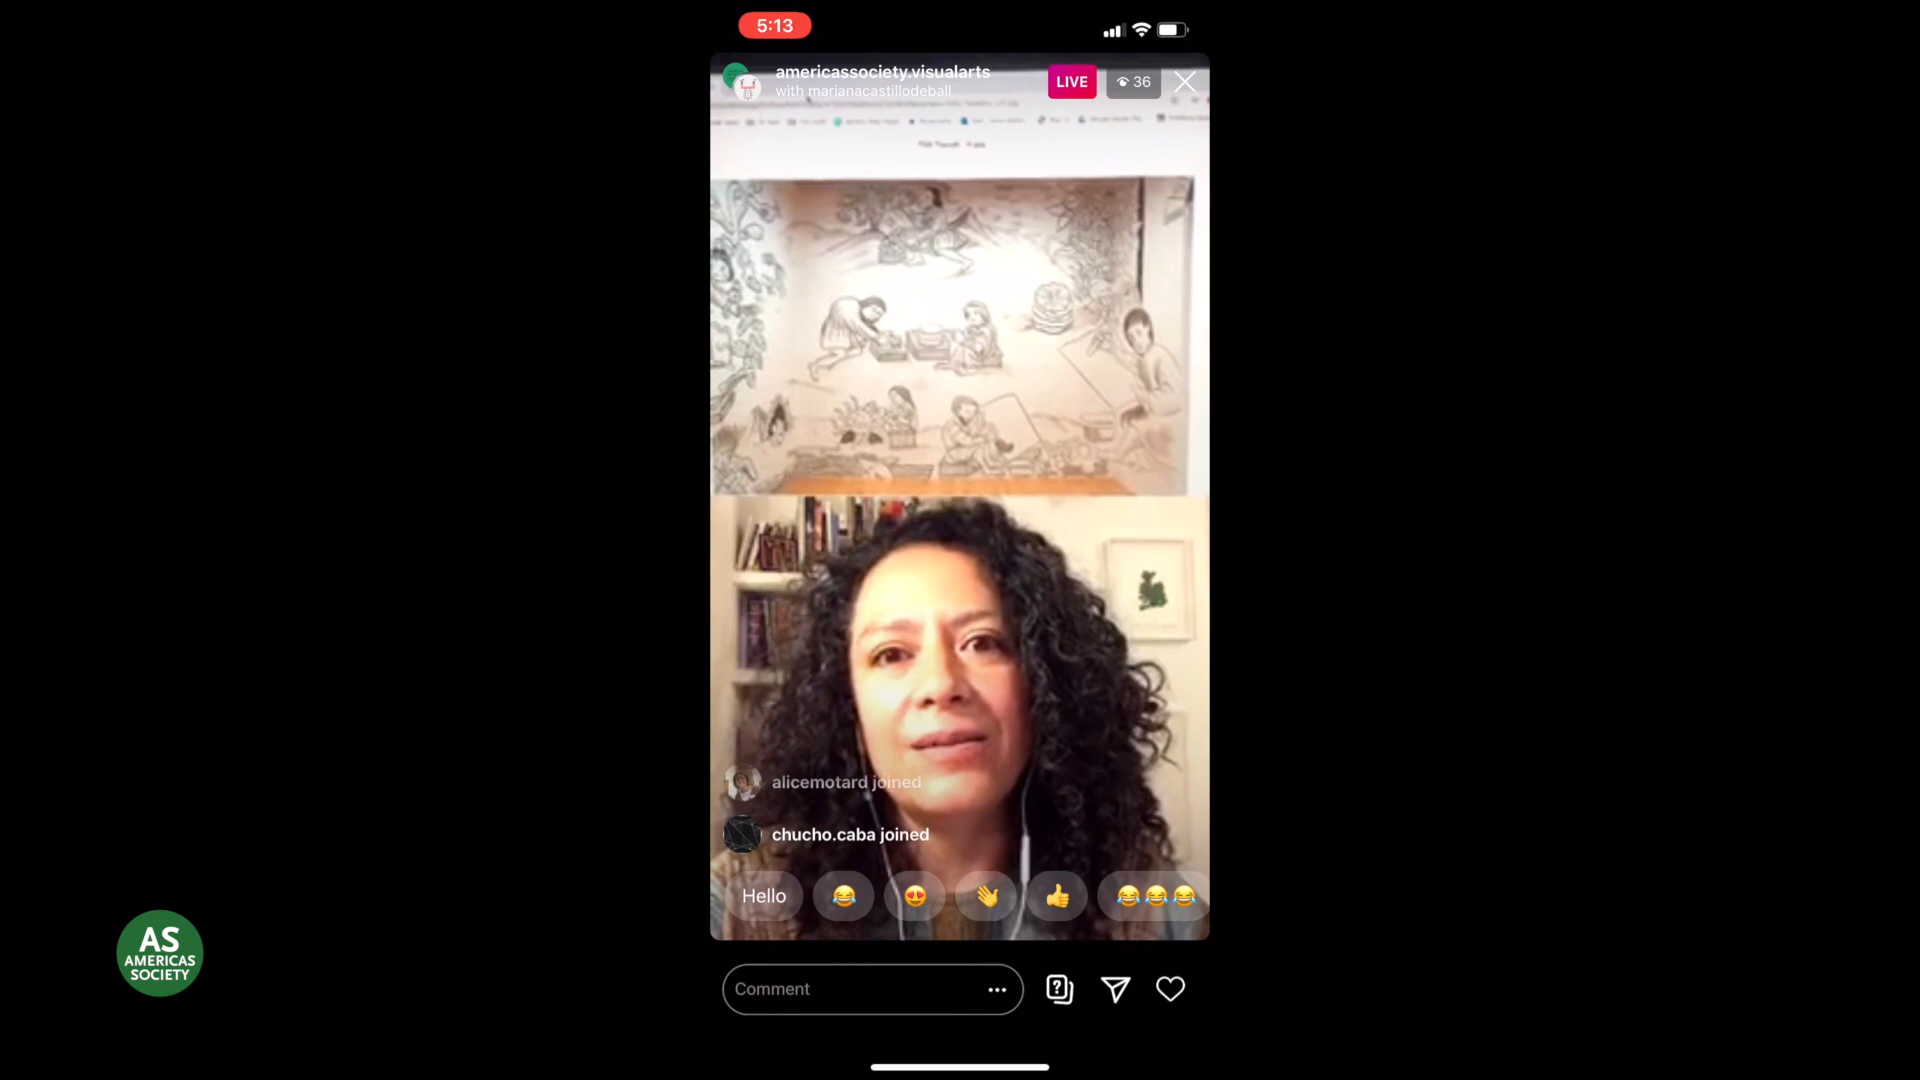 5:13
americassociety.visualarts
with marianacastillodeball
LIVE
36
alicemotard joined
chucho.caba joined
Hello
AS
AMERICAS
SOCIETY
Comment